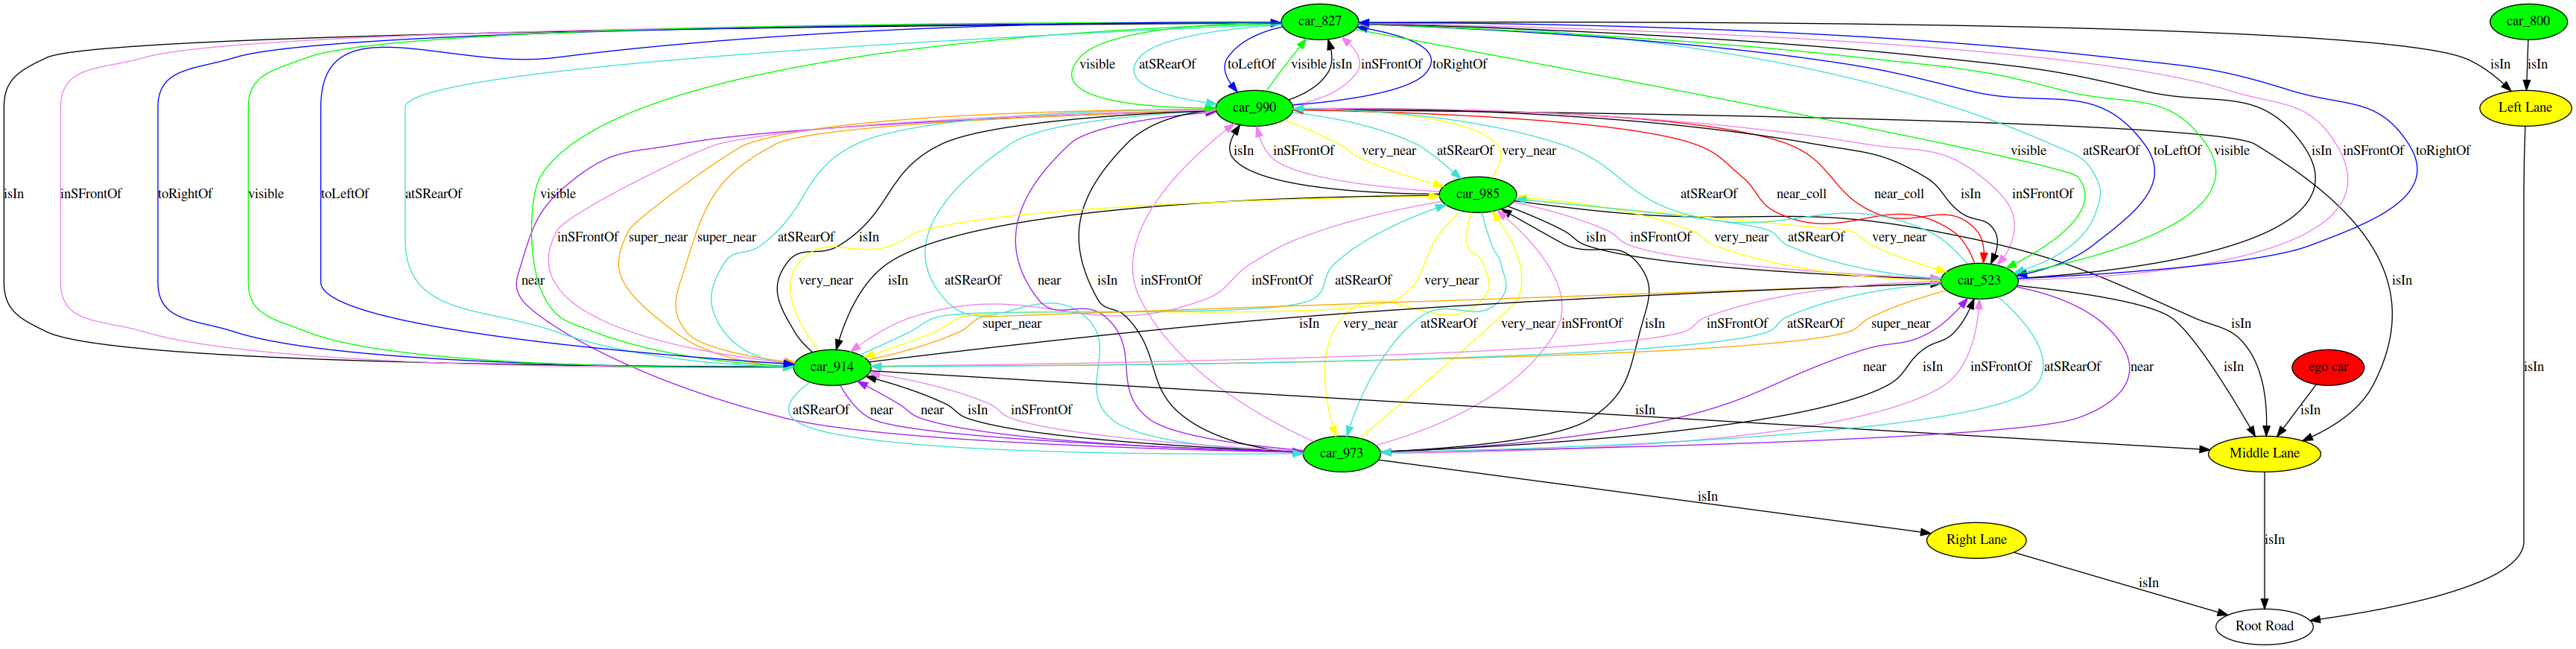 car_827 car_800
visible atSRearOf toLeftOf visible isIn inSFrontOf toRightOf isIn isIn
car_990 Left Lane
isIn inSFrontOf very_near atSRearOf very_near visible isIn atSRearOf toLeftOf visible inSFrontOf toRightOf
isIn inSFrontOf toRightOf visible toLeftOf atSRearOf visible car_985 atSRearOf near_coll near_coll isIn inSFrontOf
inSFrontOf super_near super_near atSRearOf isIn isIn inSFrontOf very_near atSRearOf very_near
near very_near isIn atSRearOf near isIn inSFrontOf inSFrontOf atSRearOf very_near car_523 isIn
super_near isIn very_near atSRearOf very_near inSFrontOf isIn inSFrontOf atSRearOf super_near isIn
car_914 near isIn inSFrontOf atSRearOf near isIn ego car isIn
atSRearOf near near isIn inSFrontOf isIn isIn
car_973 Middle Lane
isIn
Right Lane isIn
isIn
Root Road